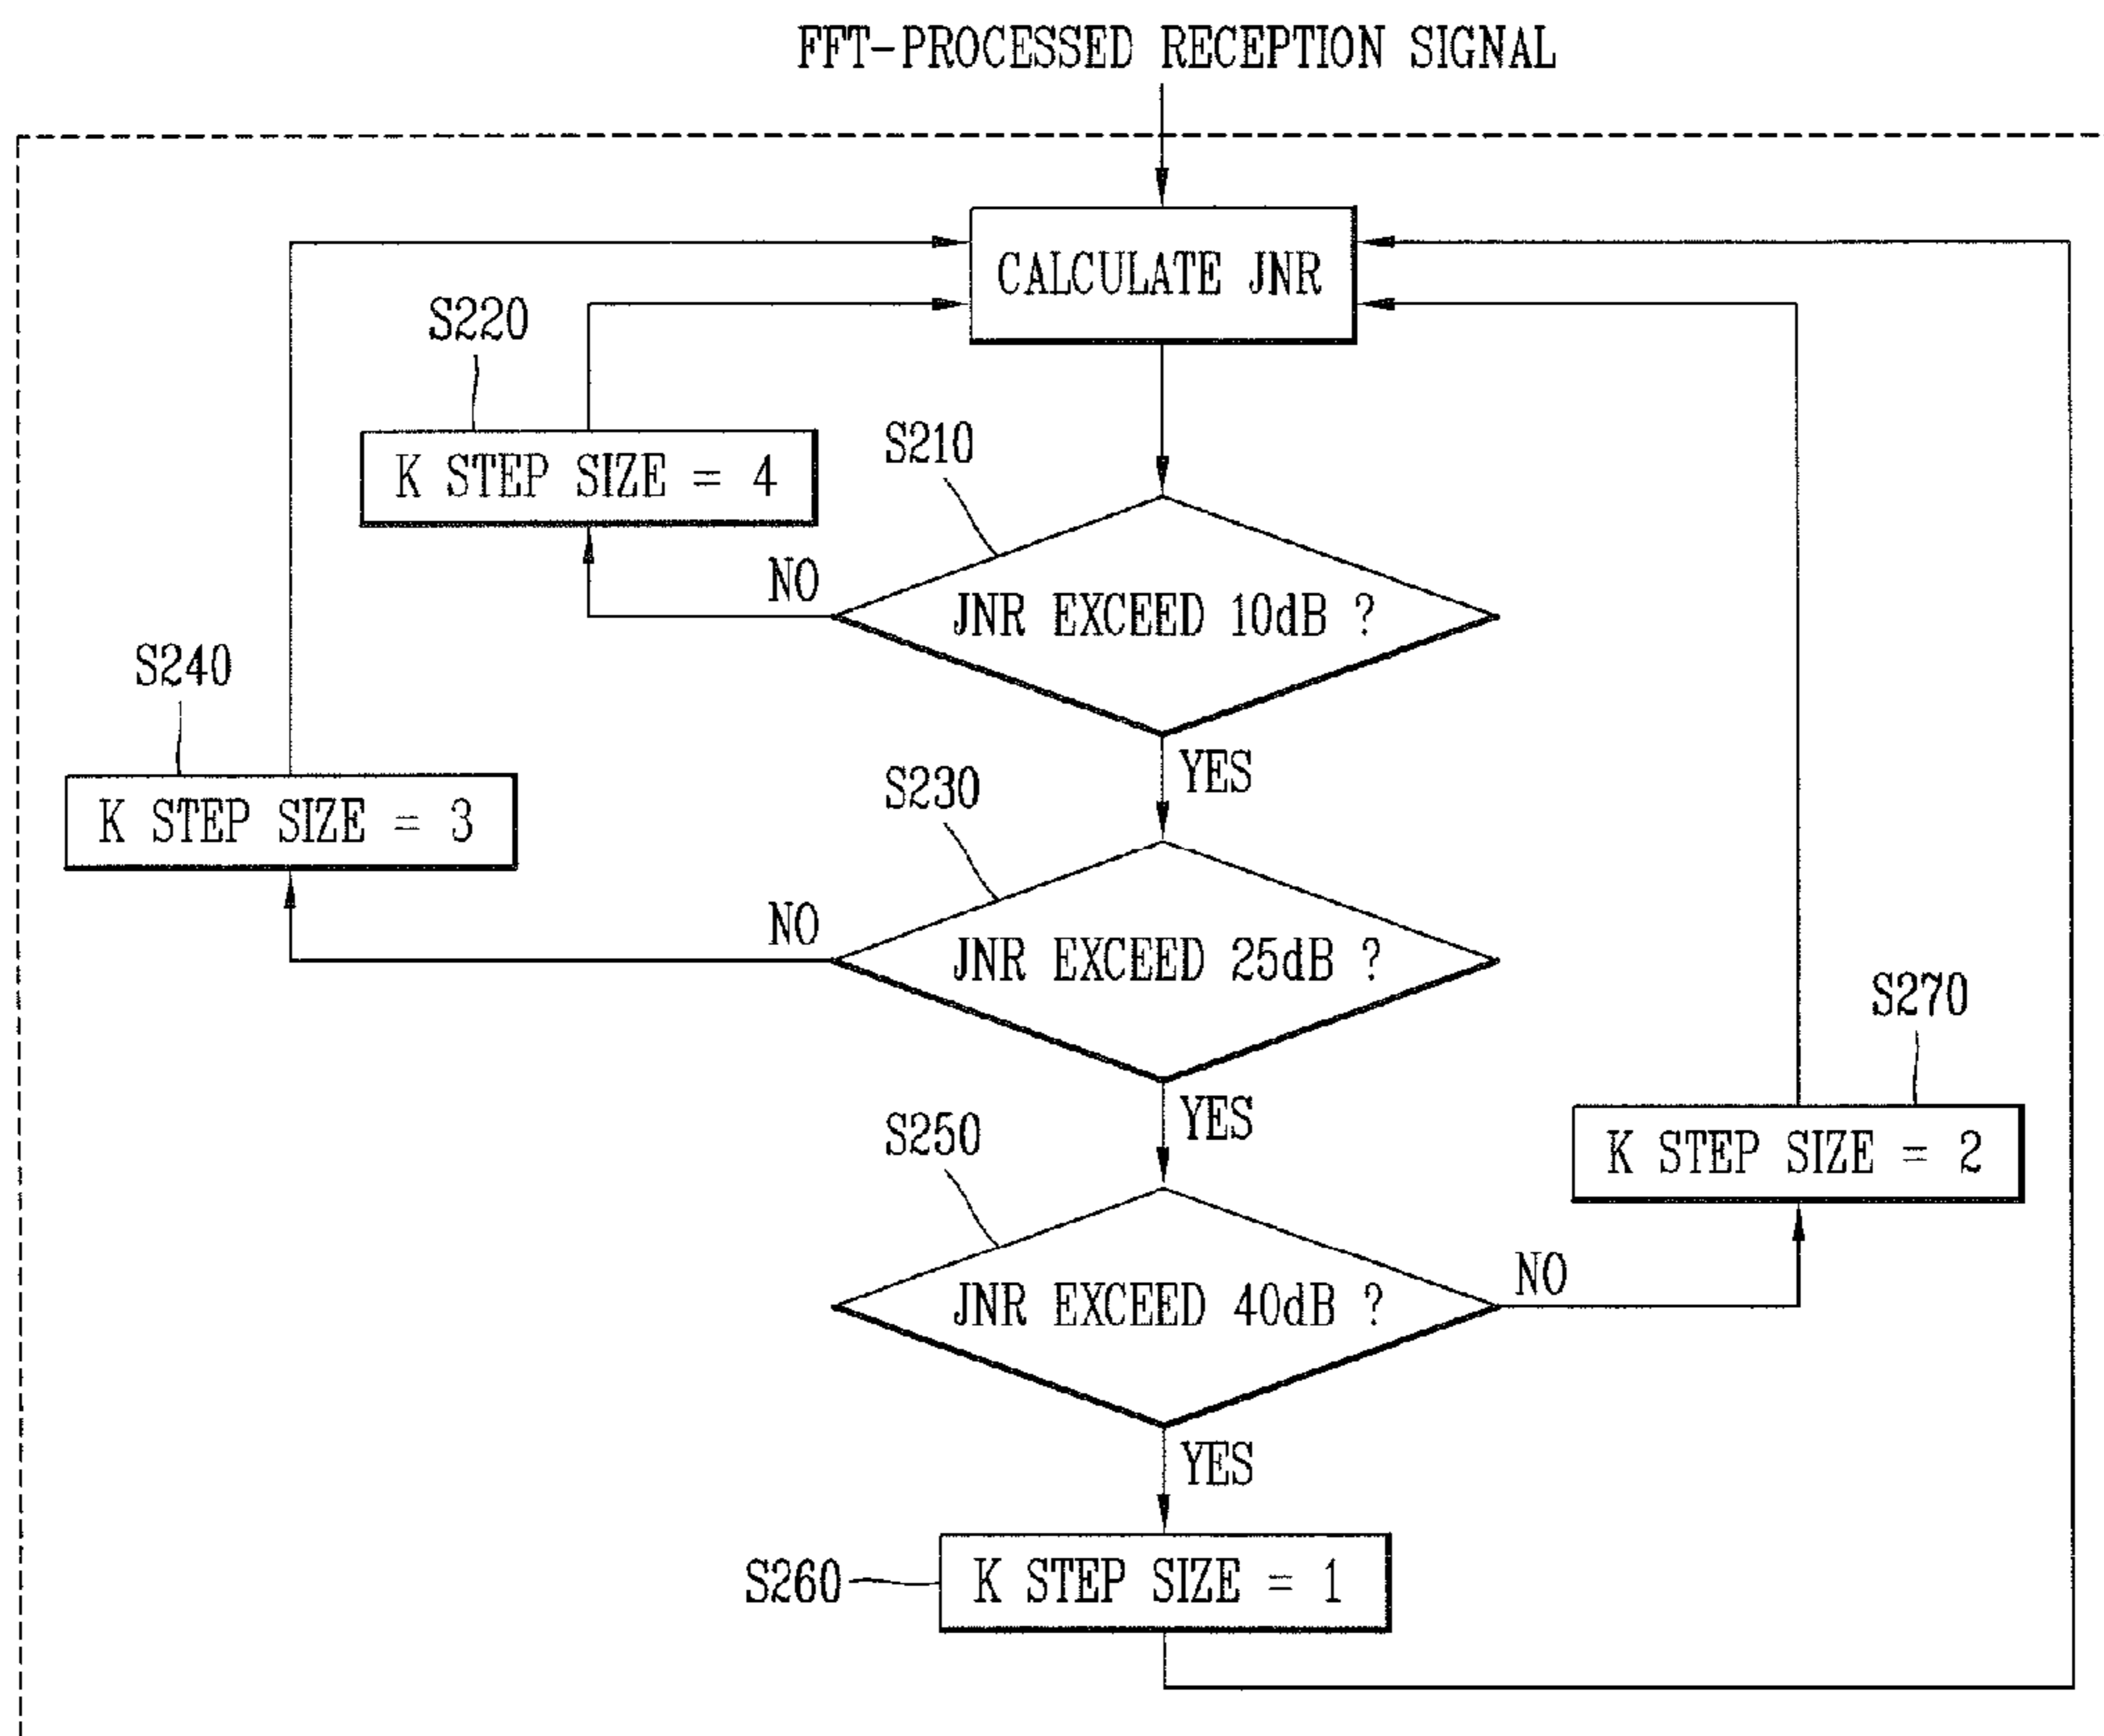 FFT-PROCESSED RECEPTION SIGNAL
CALCULATE JNR
S220
K STEP SIZE = 4
S210
NO
JNR EXCEED 10dB ?
S240
YES
K STEP SIZE = 3
S230
NO
JNR EXCEED 25dB ?
S270
YES
K STEP SIZE = 2
S250
NO
JNR EXCEED 40dB ?
YES
S260
K STEP SIZE = 1